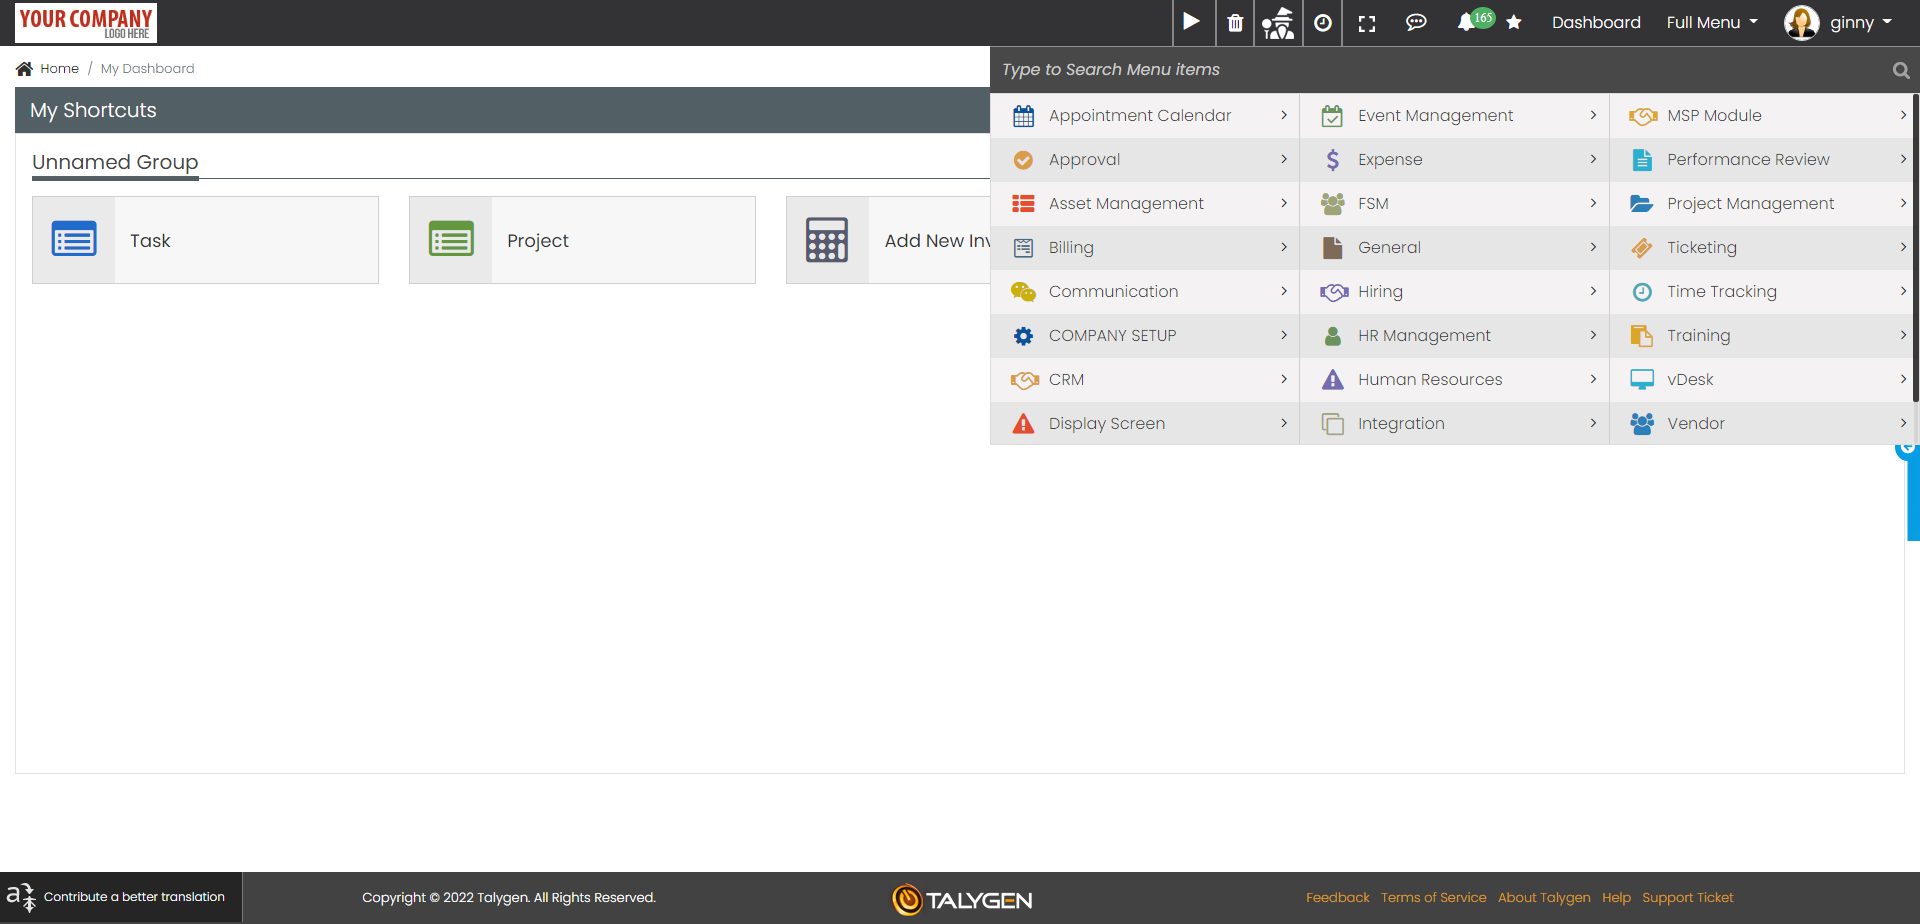 YOUR COMPANY
LOGO HERE
165
Dashboard
Full Menu
ginny
Home / My Dashboard
Type to Search Menu items
My Shortcuts
Unnamed Group
Task
Project
Add New Inv
Appointment Calendar
Approval
Asset Management
Billing
Communication
COMPANY SETUP
CRM
Display Screen
Event Management
Expense
FSM
General
Hiring
HR Management
Human Resources
Integration
MSP Module
Performance Review
Project Management
Ticketing
Time Tracking
Training
vDesk
Vendor
Contribute a better translation
Copyright © 2022 Talygen. All Rights Reserved.
TALYGEN
Feedback Terms of Service About Talygen Help Support Ticket